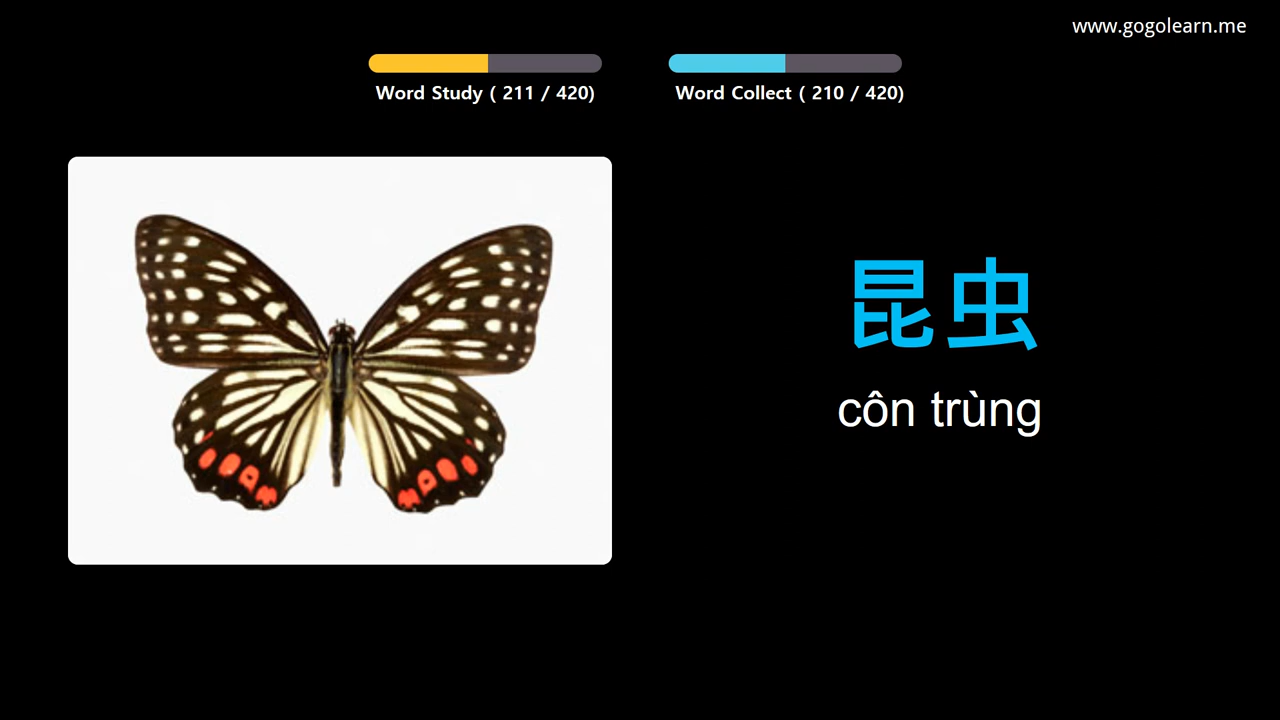 www.gogolearn.me
Word Study ( 211 / 420)
Word Collect ( 210 / 420)
昆虫
côn trùng